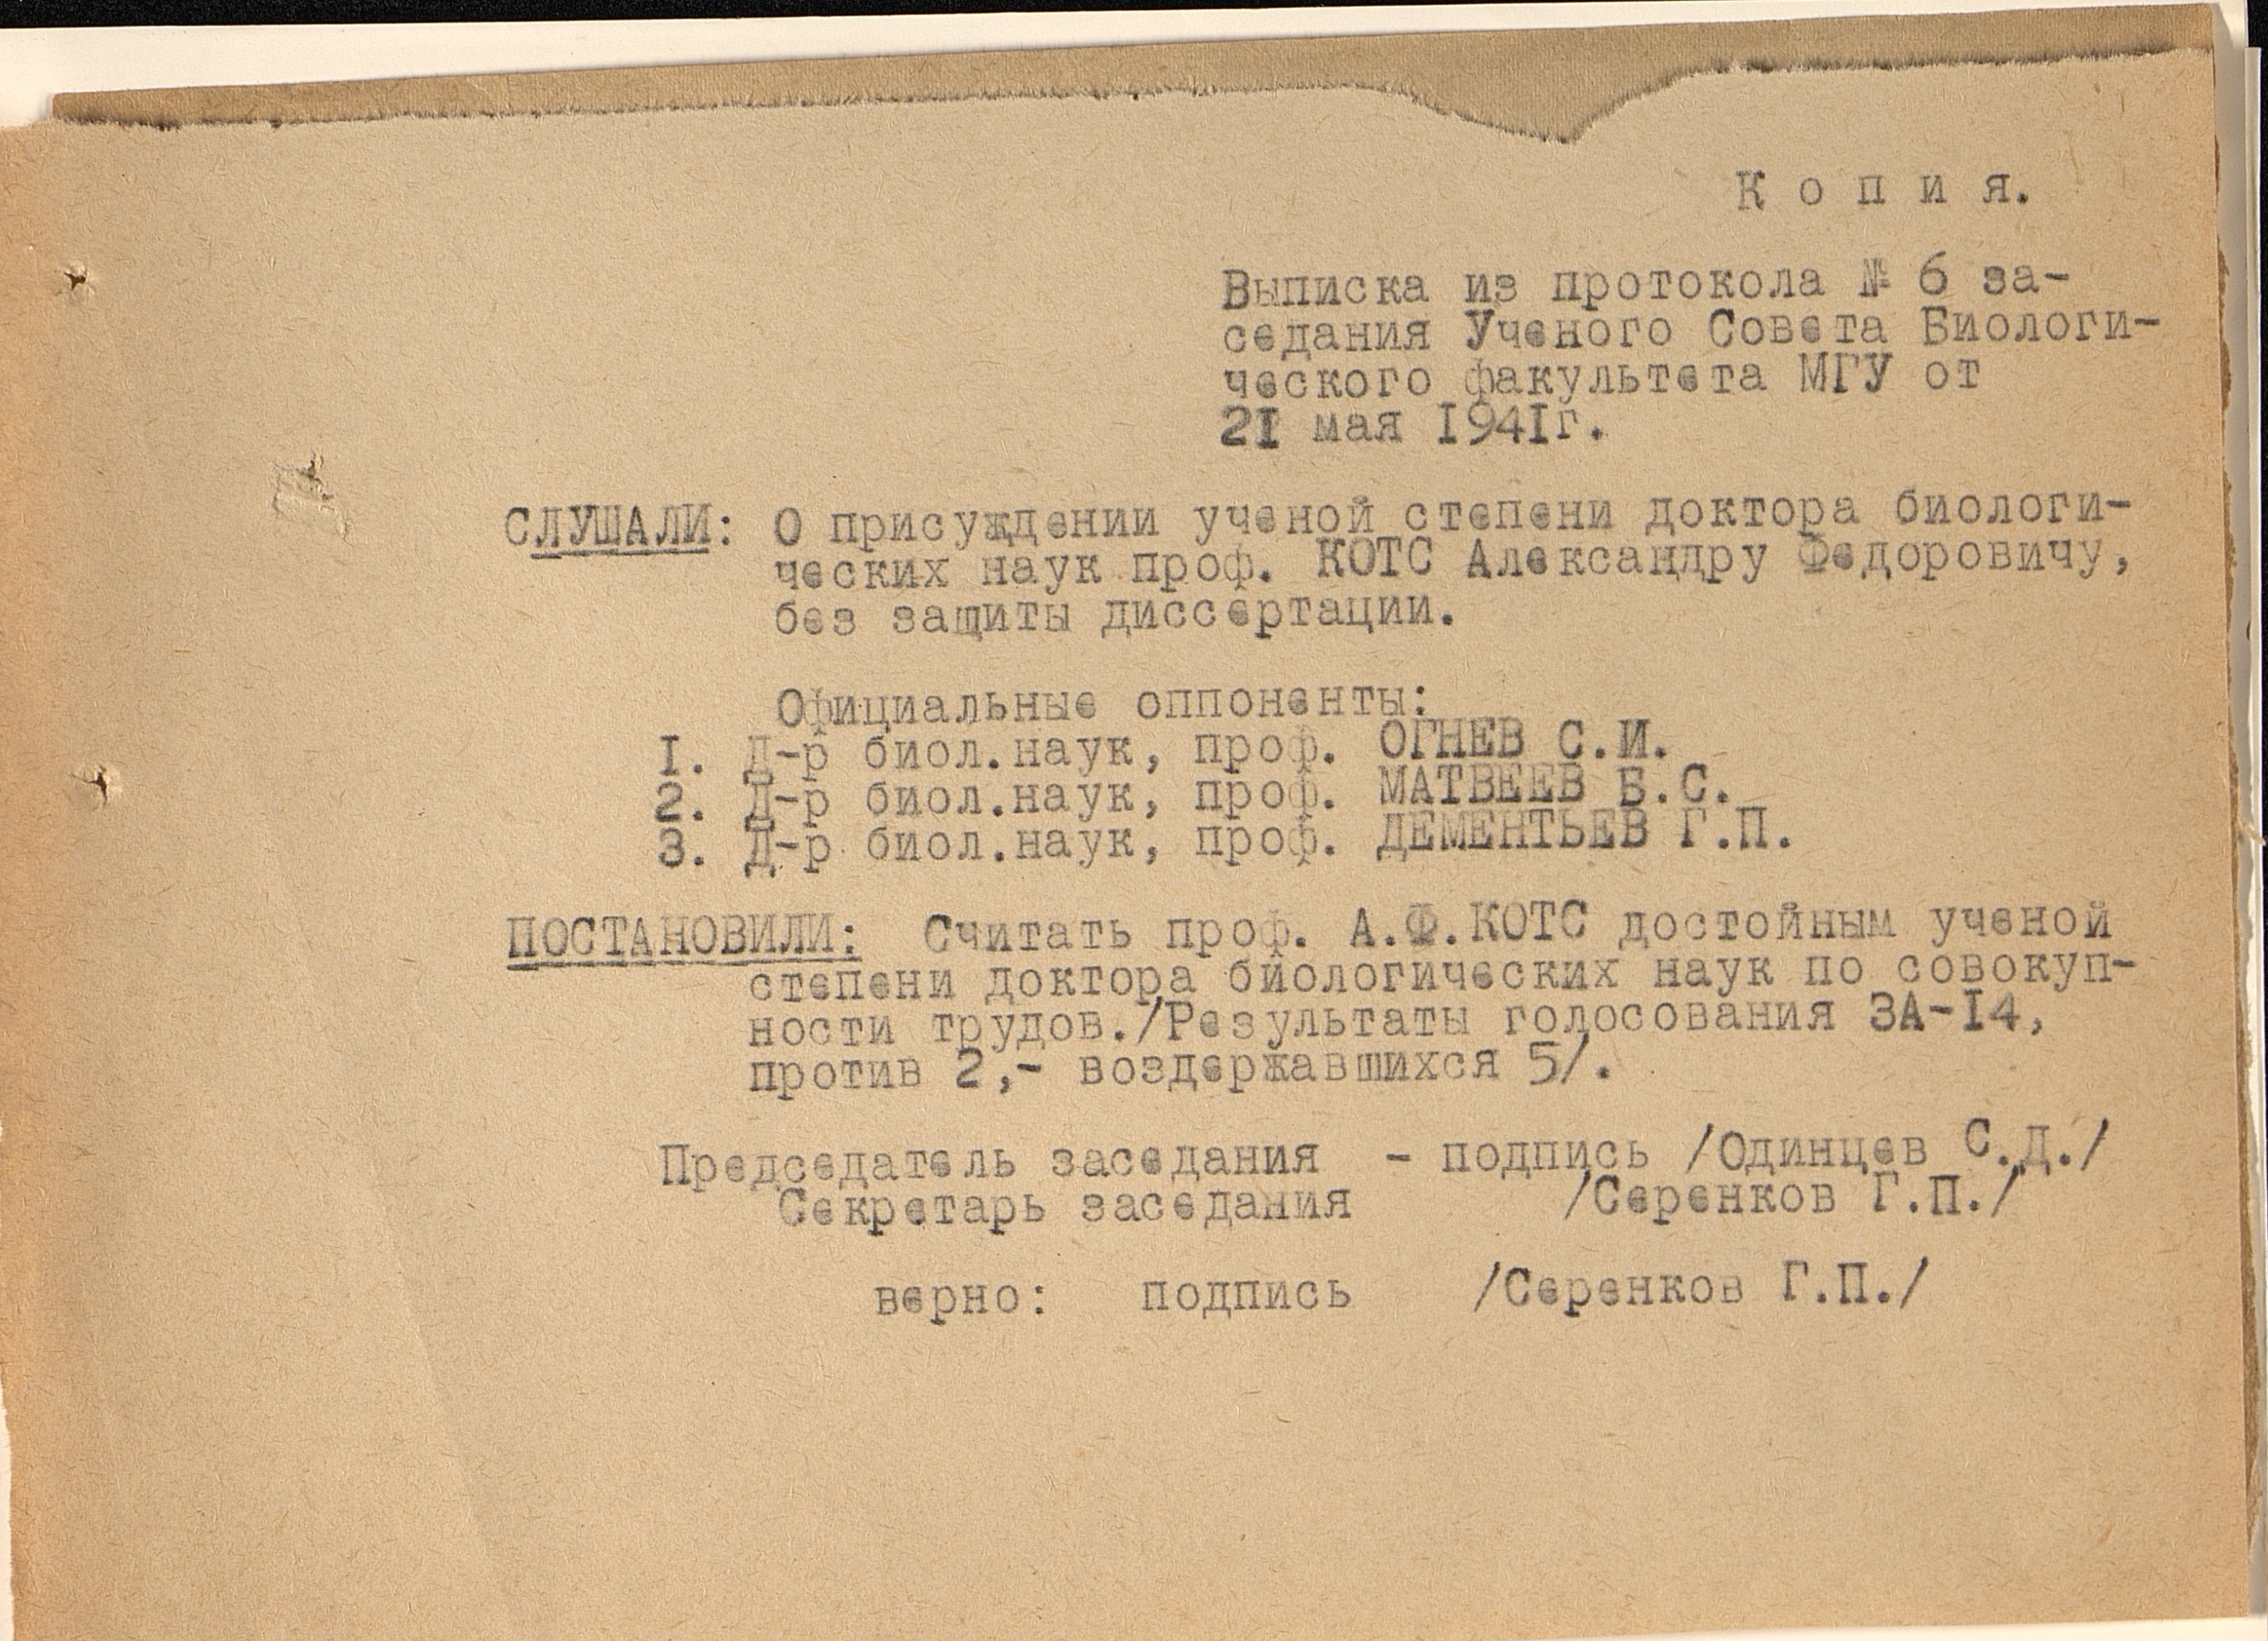 К о п и я.
Выписка из протокола № 6 за-
седания Ученого Совета Биологи-
ческого факультета МГУ от
21 мая 1941г.
СЛУШАЛИ: О присуждении ученой степени доктора биологи-
ческих наук проф. КОТС Александру Федоровичу,
без защиты диссертации.
Официальные оппоненты:
1. Д-р биол.наук, проф. ОГНЕВ С.И.
2. Д-р биол.наук, проф. МАТВЕЕВ Б.С.
3. Д-р биол.наук, проф. ДЕМЕНТЬЕВ Г.П.
ПОСТАНОВИЛИ: Считать проф. А.Ф.КОТС достойным ученой
степени доктора биологических наук по совокуп-
ности трудов./Результаты голосования ЗА-14,
против 2,- воздержавшихся 5/.
Председатель заседания - подпись /Одинцев С.Д./
Секретарь заседания /Серенков Г.П./
верно: подпись /Серенков Г.П./